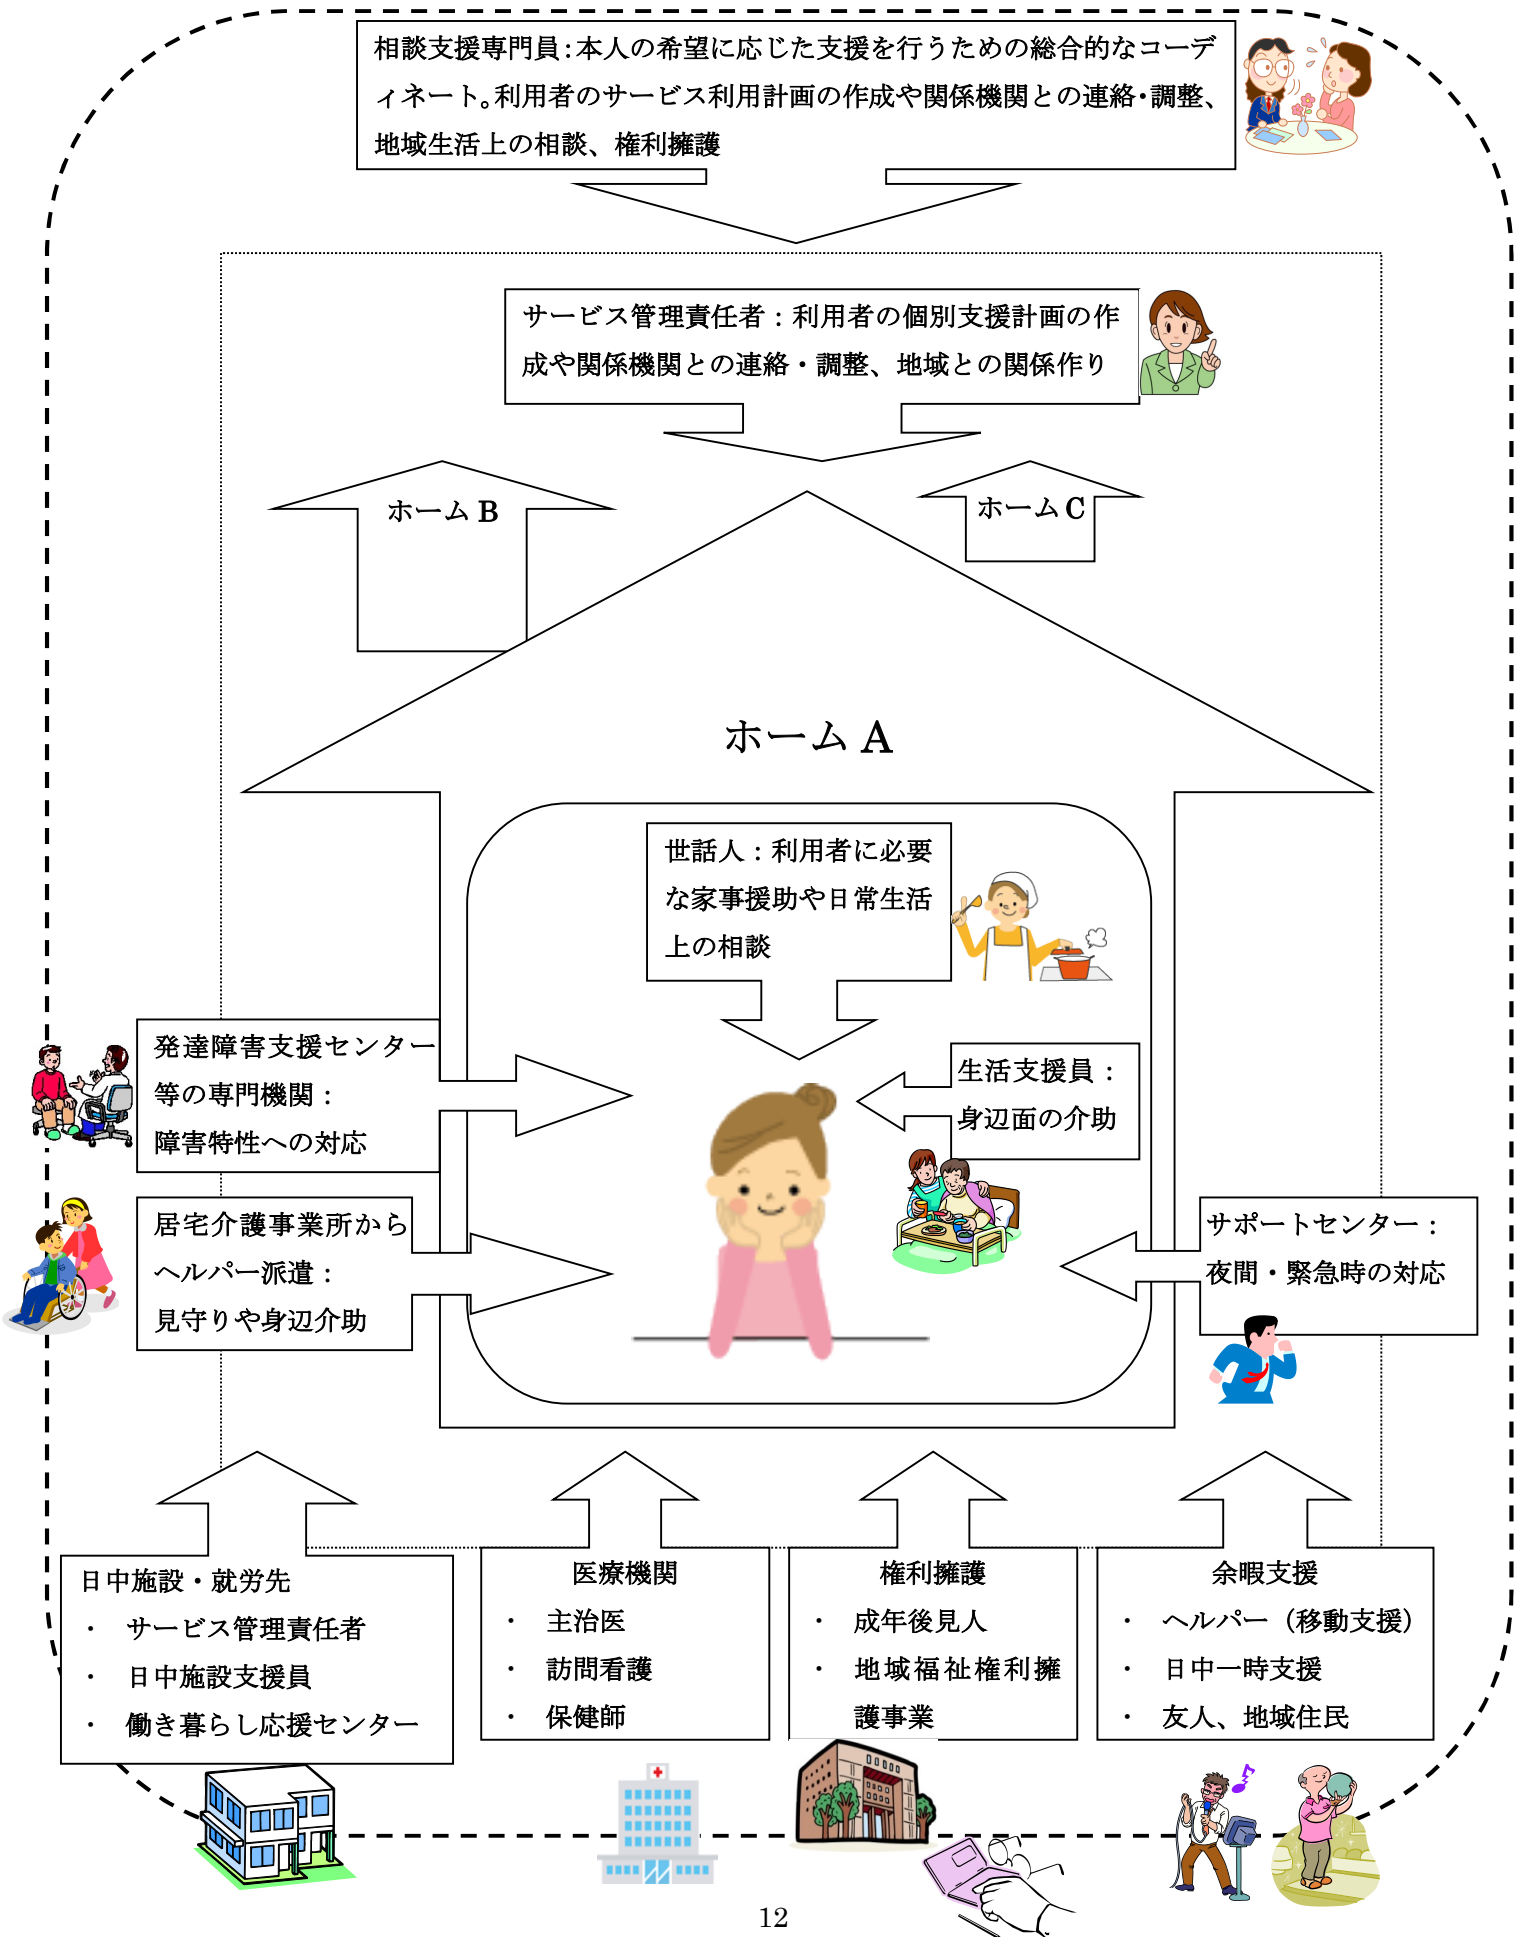 相談支援専門員：本人の希望に応じた支援を行うための総合的なコーデ
ィネート。利用者のサービス利用計画の作成や関係機関との連絡・調整、
地域生活上の相談、権利擁護
サービス管理責任者：利用者の個別支援計画の作
成や関係機関との連絡・調整、地域との関係作り
ホーム B
ホーム C
ホーム A
世話人：利用者に必要
な家事援助や日常生活
上の相談
発達障害支援センター
等の専門機関：
障害特性への対応
生活支援員：
身辺面の介助
居宅介護事業所から
ヘルパー派遣：
見守りや身辺介助
サポートセンター：
夜間・緊急時の対応
日中施設・就労先
・ サービス管理責任者
・ 日中施設支援員
・ 働き暮らし応援センター
医療機関
・ 主治医
・ 訪問看護
・ 保健師
権利擁護
・ 成年後見人
・ 地域福祉権利擁
護事業
余暇支援
・ ヘルパー（移動支援）
・ 日中一時支援
・ 友人、地域住民
12